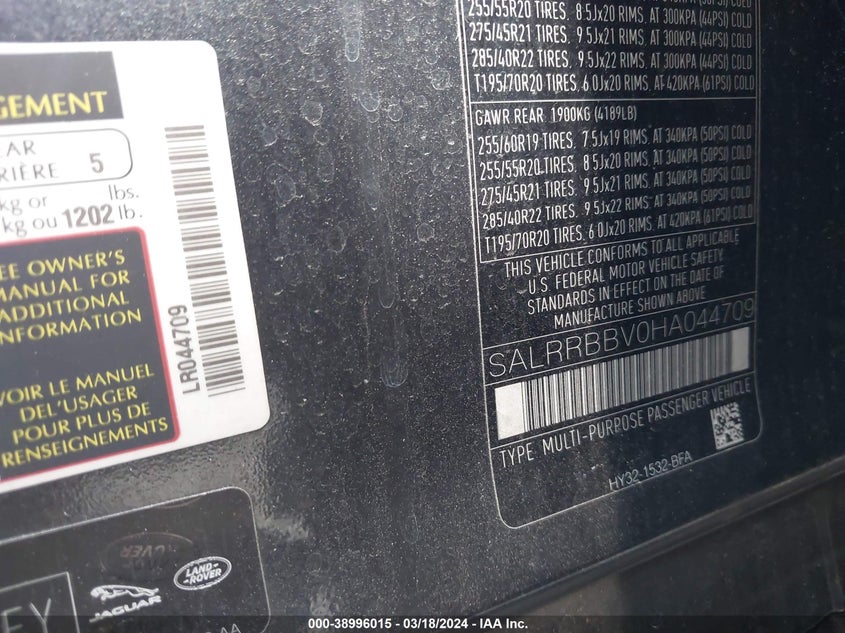 GEMENT
EAR
RIÈRE 5
kg or lbs.
kg ou 1202 lb.
EE OWNER'S
MANUAL FOR
ADDITIONAL
INFORMATION
VOIR LE MANUEL
DEL'USAGER
POUR PLUS DE
RENSEIGNEMENTS
LR044709
JAGUAR
LAND-ROVER
EY
255/55R20 TIRES, 8.5Jx20 RIMS, AT 300KPA (44PSI) COLD
275/45R21 TIRES, 9.5Jx21 RIMS, AT 300KPA (44PSI) COLD
285/40R22 TIRES, 9.5Jx22 RIMS, AT 300KPA (44PSI) COLD
T195/70R20 TIRES, 6.0Jx20 RIMS, AT 420KPA (61PSI) COLD
GAWR REAR 1900KG (4189LB)
255/60R19 TIRES, 7.5Jx19 RIMS, AT 340KPA (50PSI) COLD
255/55R20 TIRES, 8.5Jx20 RIMS, AT 340KPA (50PSI) COLD
275/45R21 TIRES, 9.5Jx21 RIMS, AT 340KPA (50PSI) COLD
285/40R22 TIRES, 9.5Jx22 RIMS, AT 340KPA (50PSI) COLD
T195/70R20 TIRES, 6.0Jx20 RIMS, AT 420KPA (61PSI) COLD
THIS VEHICLE CONFORMS TO ALL APPLICABLE
U.S. FEDERAL MOTOR VEHICLE SAFETY
STANDARDS IN EFFECT ON THE DATE OF
MANUFACTURE SHOWN ABOVE
SALRRBBV0HA044709
TYPE: MULTI-PURPOSE PASSENGER VEHICLE
HY32-1532-BFA
000-38996015 - 03/18/2024 - IAA Inc.